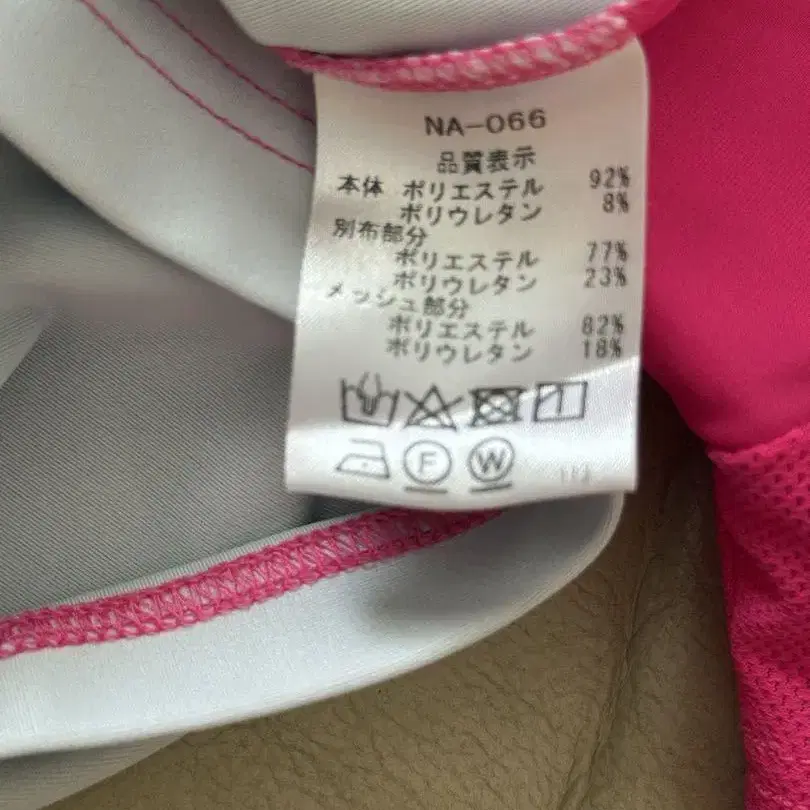 NA-066
品質表示
本体 ポリエステル 92%
ポリウレタン 8%
別布部分
ポリエステル 77%
ポリウレタン 23%
メッシュ部分
ポリエステル 82%
ポリウレタン 18%
F W